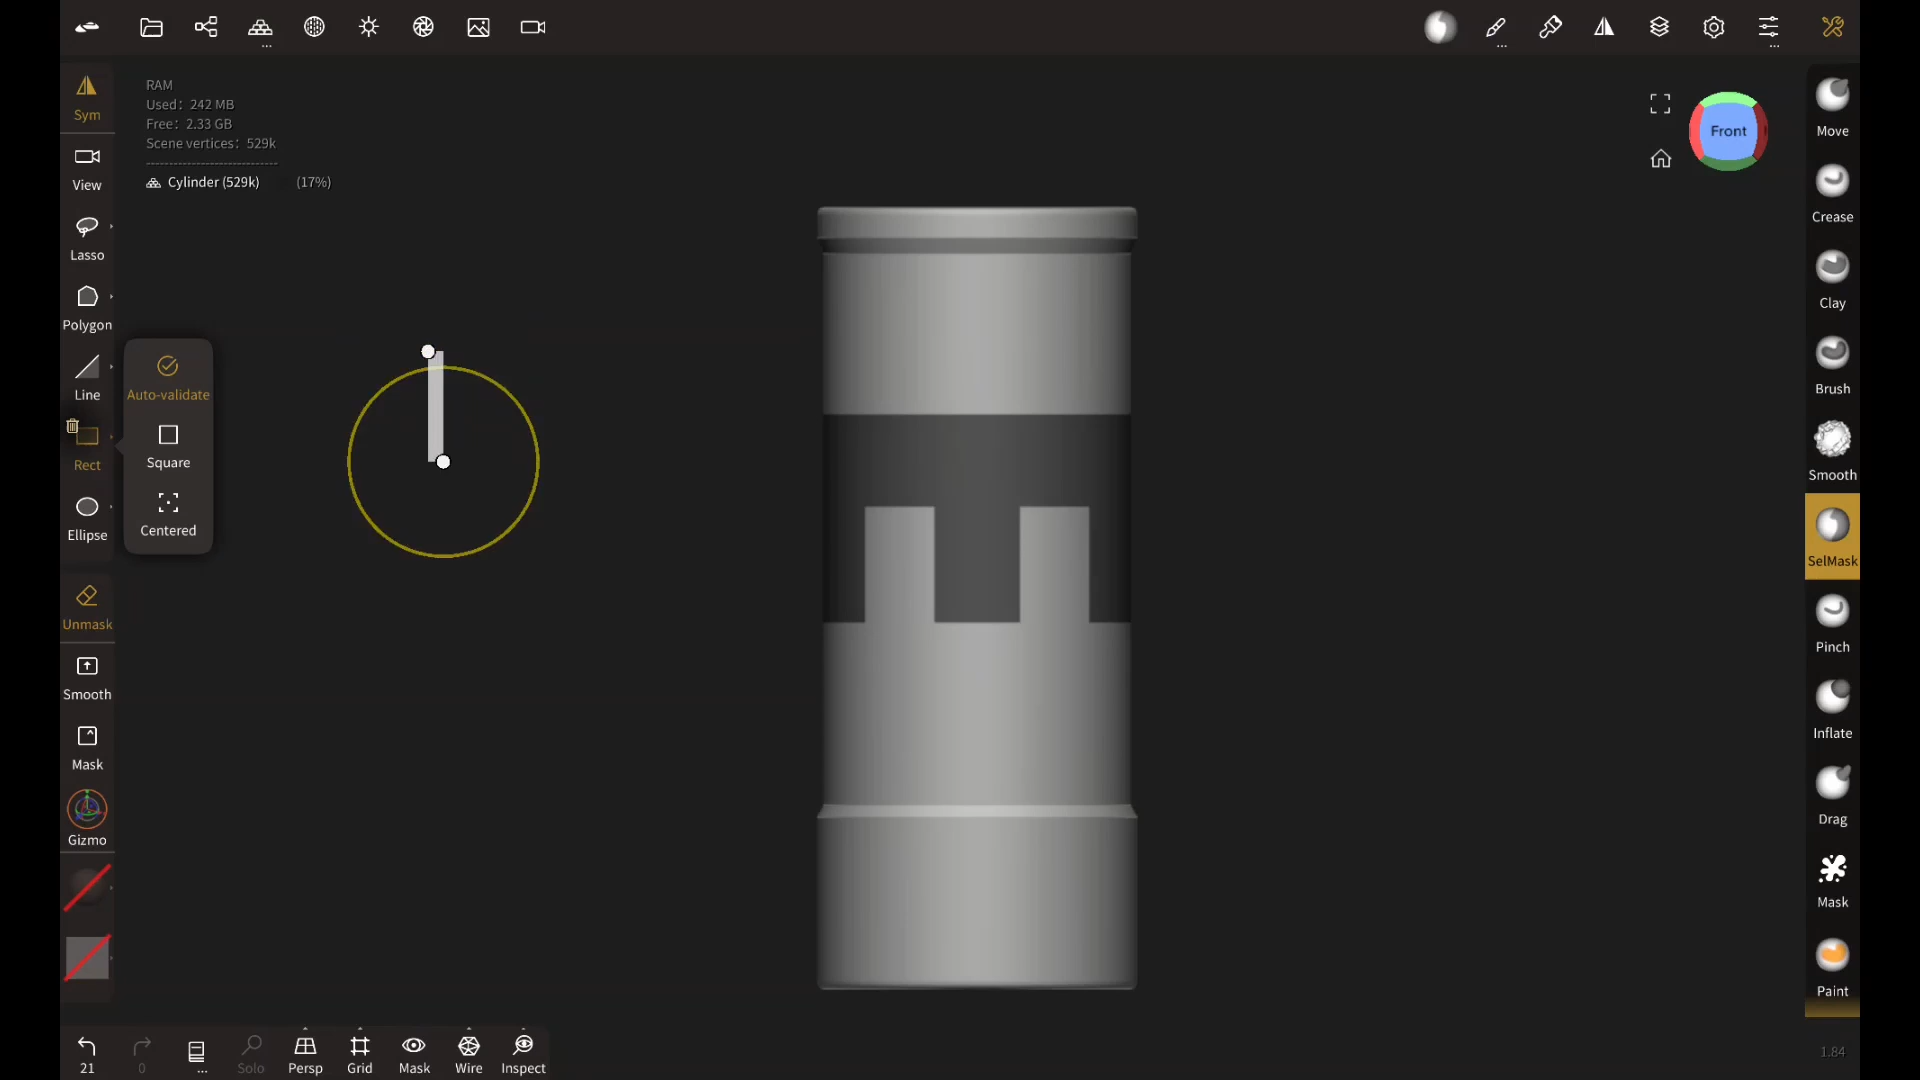 RAM
Used: 242 MB
Free: 2.33 GB
Scene vertices: 529k
-----------------------------
Cylinder (529k) (17%)
Front
Sym
View
Lasso
Polygon
Line
Rect
Ellipse
Auto-validate
Square
Centered
Unmask
Smooth
Mask
Gizmo
Move
Crease
Clay
Brush
Smooth
SelMask
Pinch
Inflate
Drag
Mask
Paint
21
0
...
Solo
Persp
Grid
Mask
Wire
Inspect
1.84